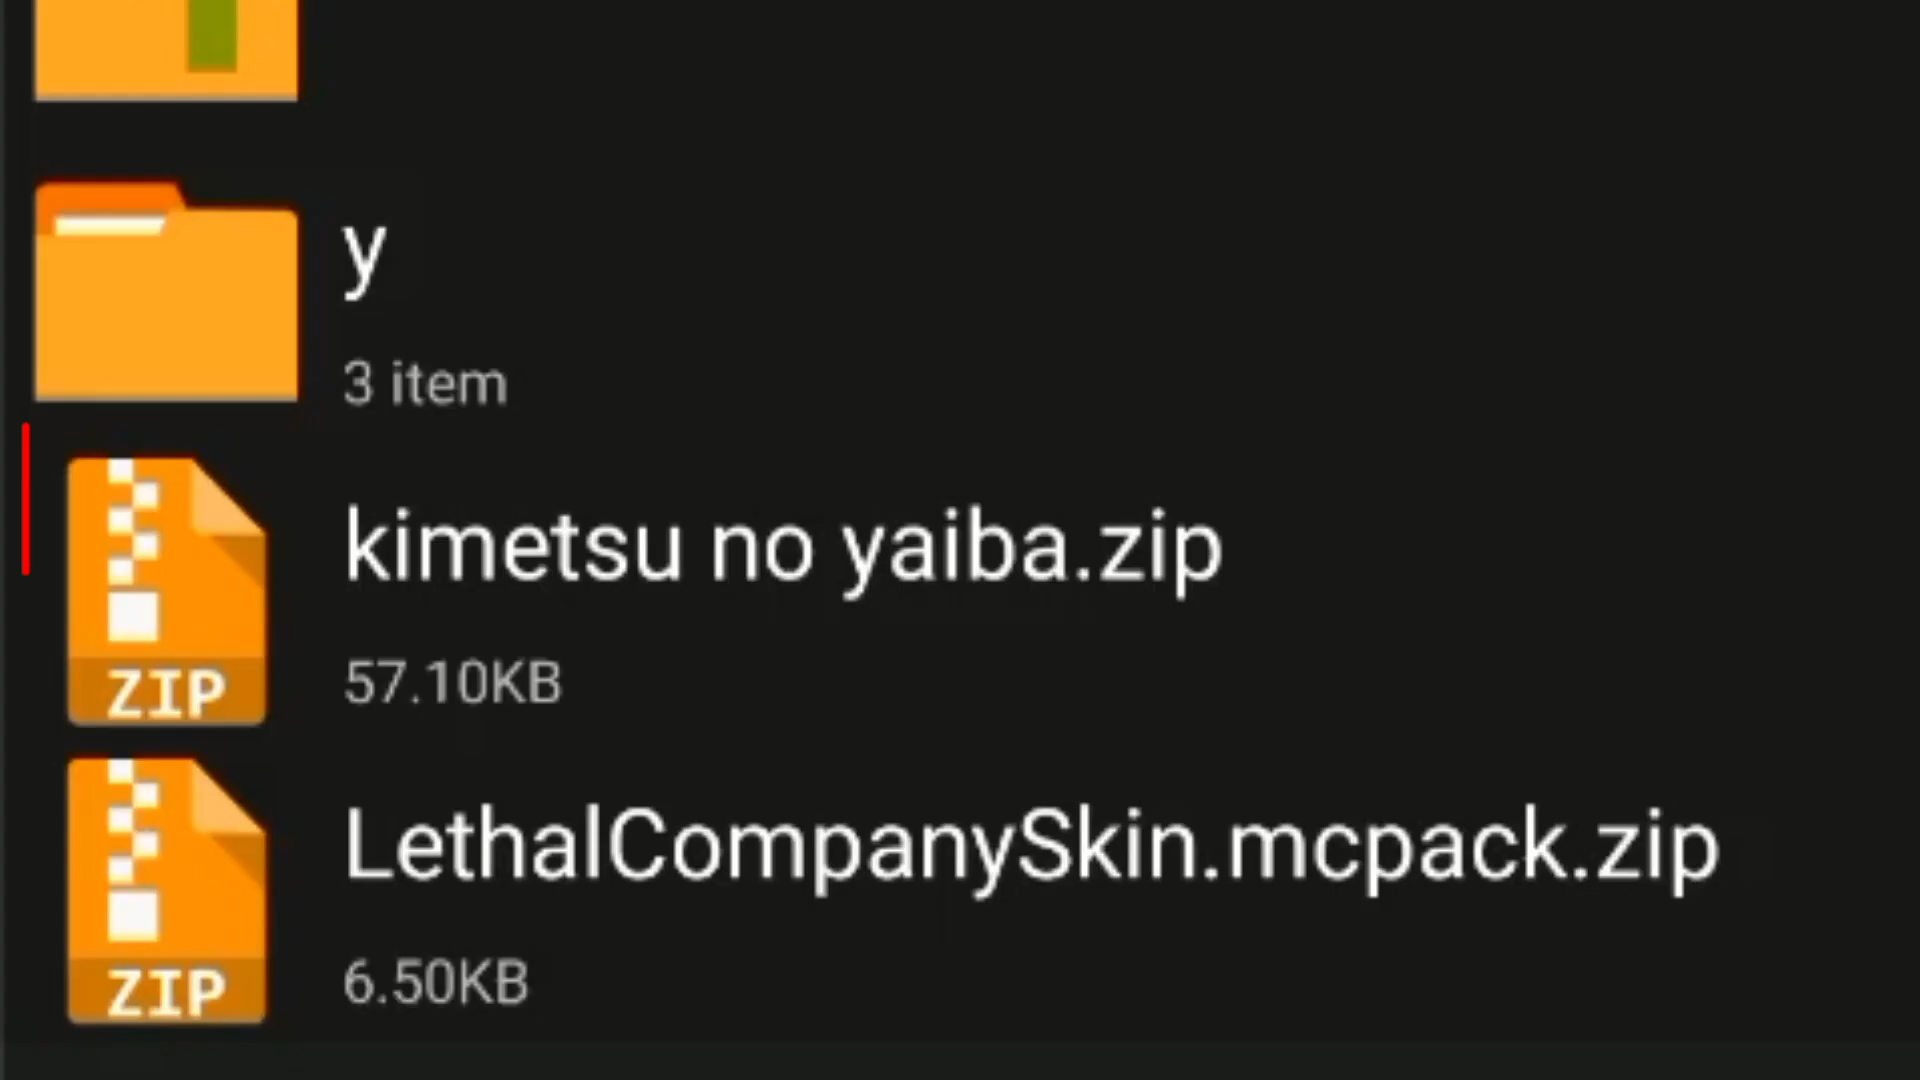 y
3 item
kimetsu no yaiba.zip
57.10KB
ZIP
LethalCompanySkin.mcpack.zip
6.50KB
ZIP